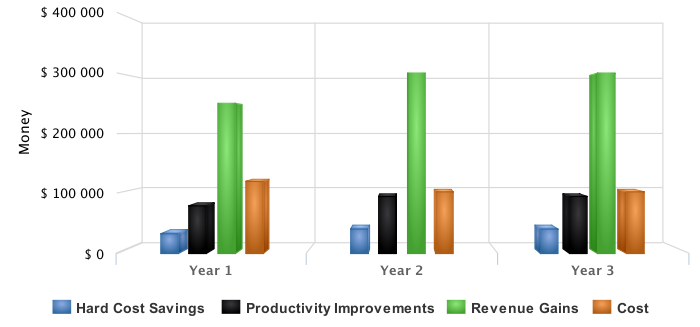 $ 400 000
$ 300 000
$ 200 000
$ 100 000
$ 0
Money
Year 1 Year 2 Year 3
Hard Cost Savings Productivity Improvements Revenue Gains Cost